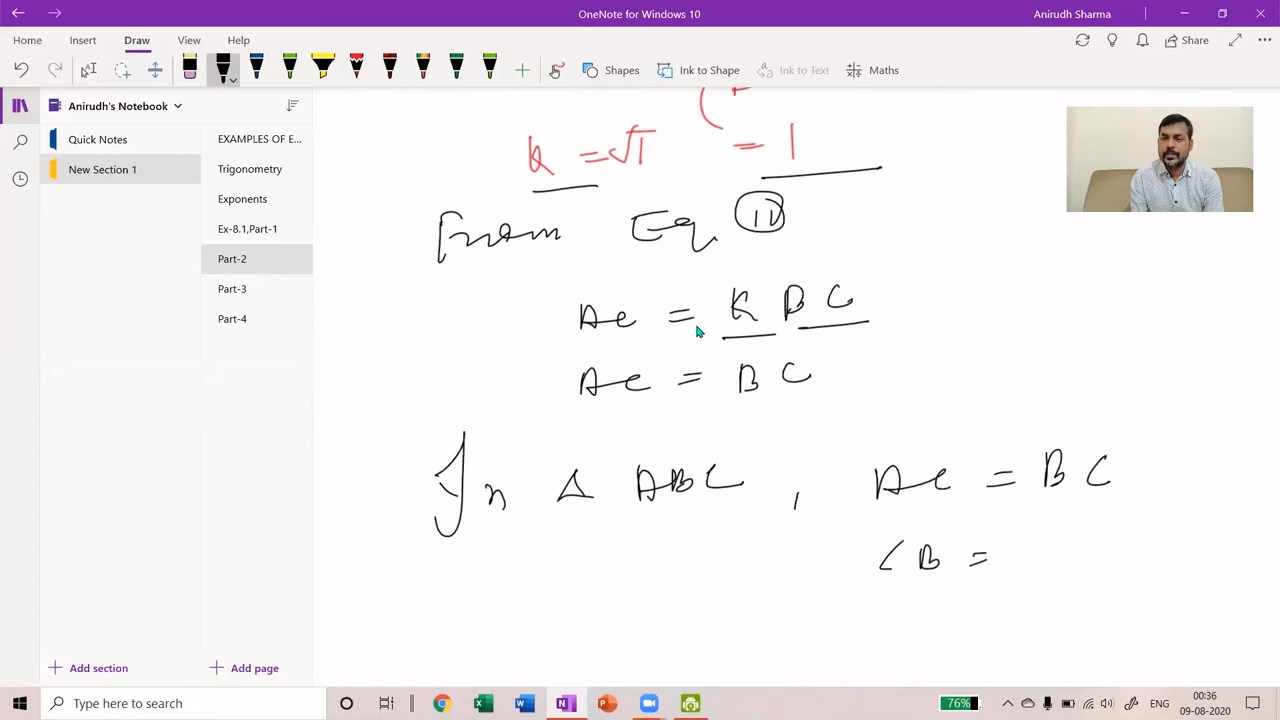 OneNote for Windows 10
Anirudh Sharma
Home Insert Draw View Help
Share
Shapes
Ink to Shape
Ink to Text
Maths
Anirudh's Notebook
Quick Notes
New Section 1
EXAMPLES OF E...
Trigonometry
Exponents
Ex-8.1,Part-1
Part-2
Part-3
Part-4
K = √1 = 1
From Eq IV
AC = K BC
AC = BC
In △ ABC , AC = BC
∠B =
Add section
Add page
Type here to search
76%
ENG
00:36
09-08-2020